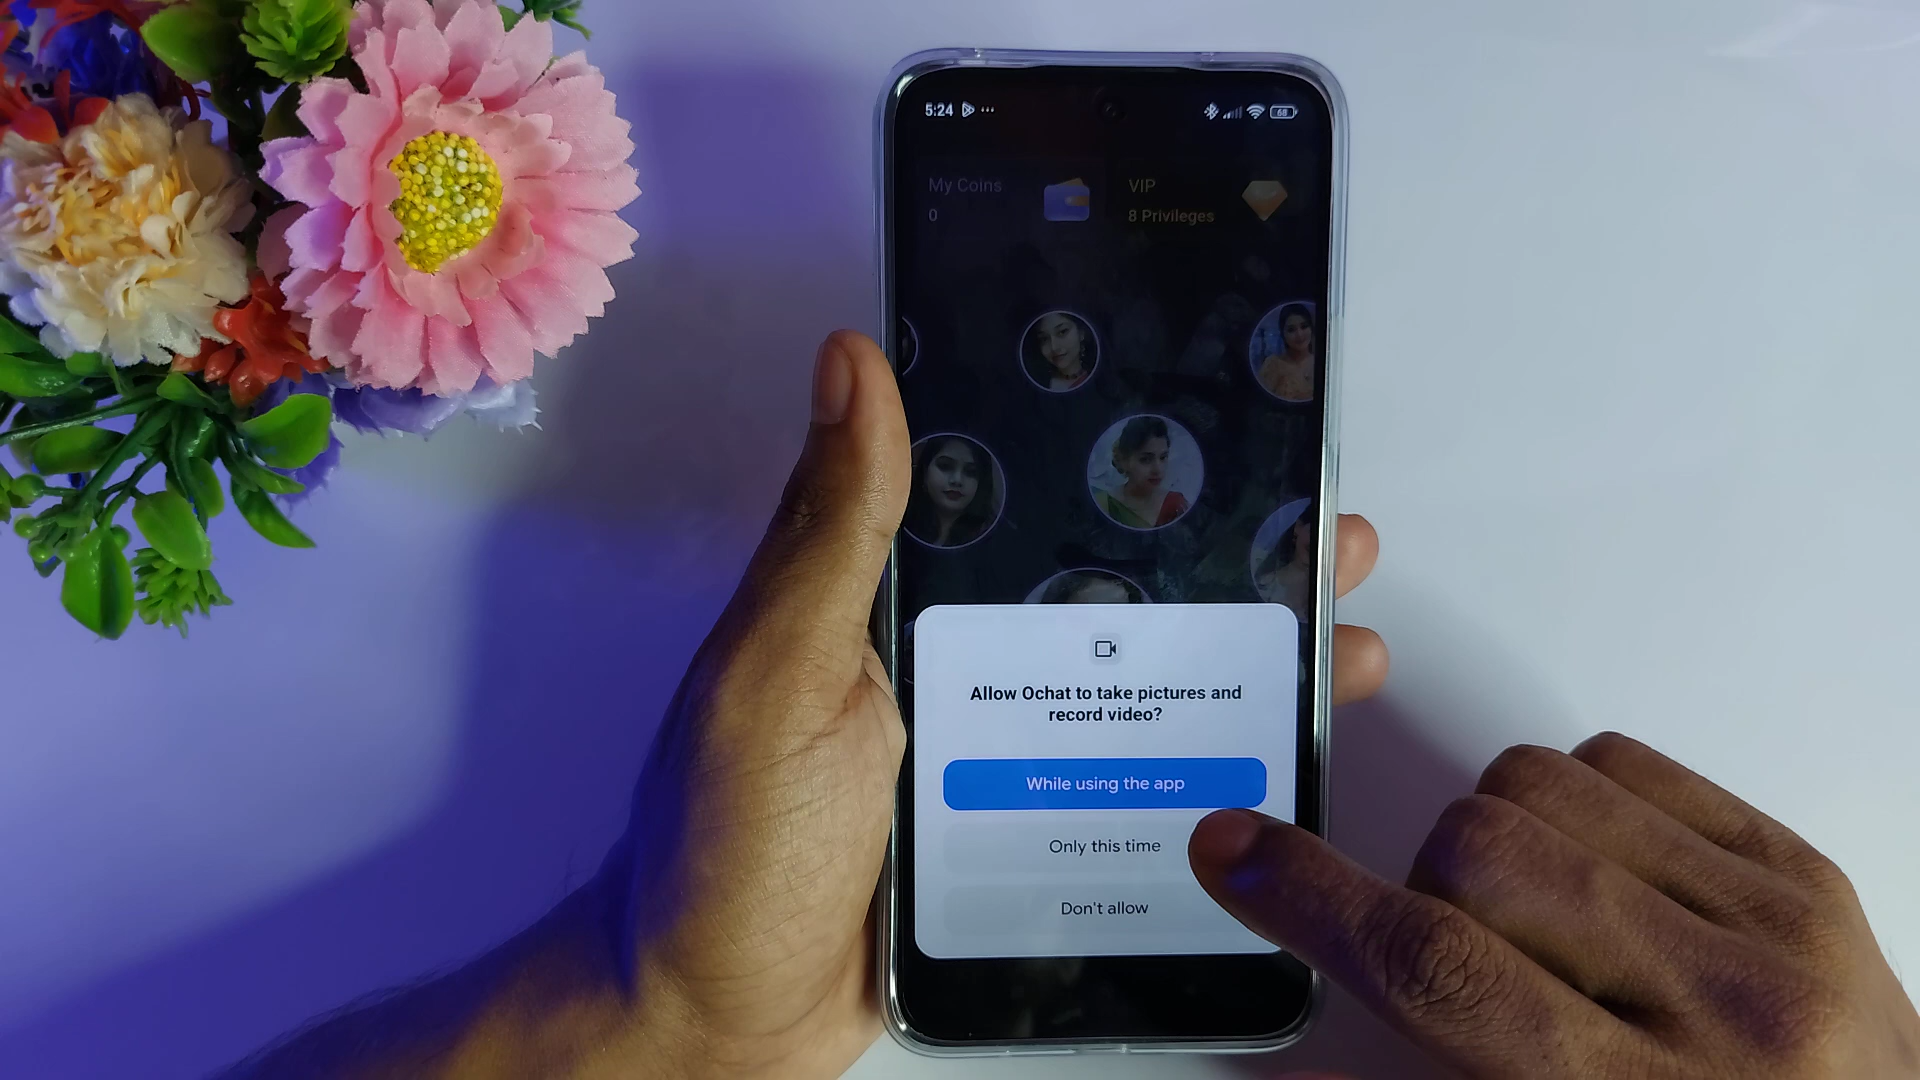 5:24
68
My Coins
0
VIP
8 Privileges
Allow Ochat to take pictures and
record video?
While using the app
Only this time
Don't allow